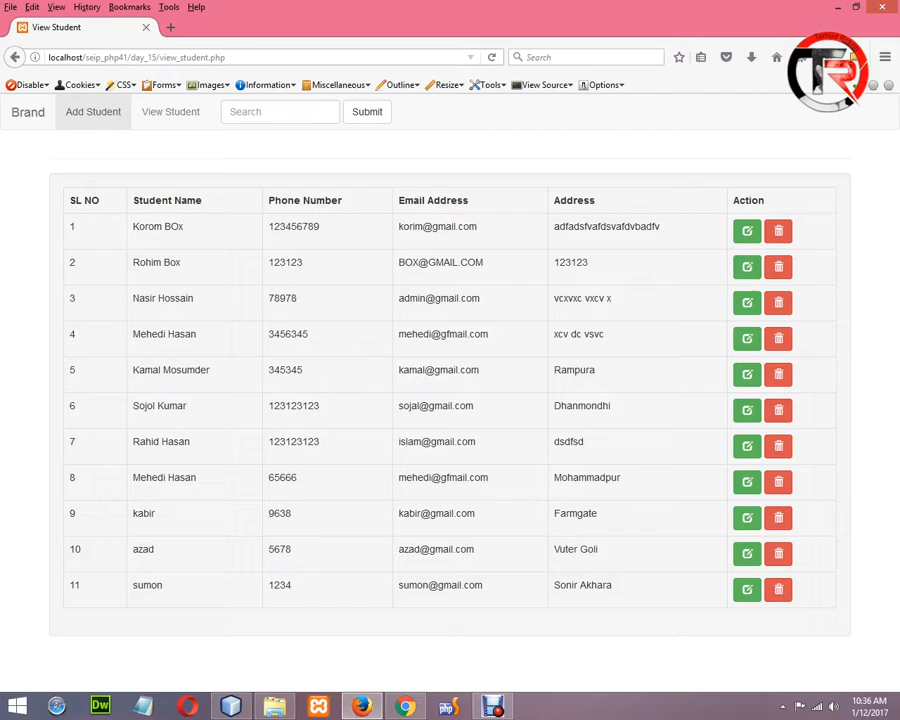 File Edit View History Bookmarks Tools Help
View Student
localhost/seip_php41/day_15/view_student.php Search
Disable Cookies CSS Forms Images Information Miscellaneous Outline Resize Tools View Source Options
Brand Add Student View Student Search Submit
SL NO Student Name Phone Number Email Address Address Action
1 Korom BOx 123456789 korim@gmail.com adfadsfvafdsvafdvbadfv
2 Rohim Box 123123 BOX@GMAIL.COM 123123
3 Nasir Hossain 78978 admin@gmail.com vcxvxc vxcv x
4 Mehedi Hasan 3456345 mehedi@gfmail.com xcv dc vsvc
5 Kamal Mosumder 345345 kamal@gmail.com Rampura
6 Sojol Kumar 123123123 sojal@gmail.com Dhanmondhi
7 Rahid Hasan 123123123 islam@gmail.com dsdfsd
8 Mehedi Hasan 65666 mehedi@gfmail.com Mohammadpur
9 kabir 9638 kabir@gmail.com Farmgate
10 azad 5678 azad@gmail.com Vuter Goli
11 sumon 1234 sumon@gmail.com Sonir Akhara
Dw php
10:36 AM
1/12/2017